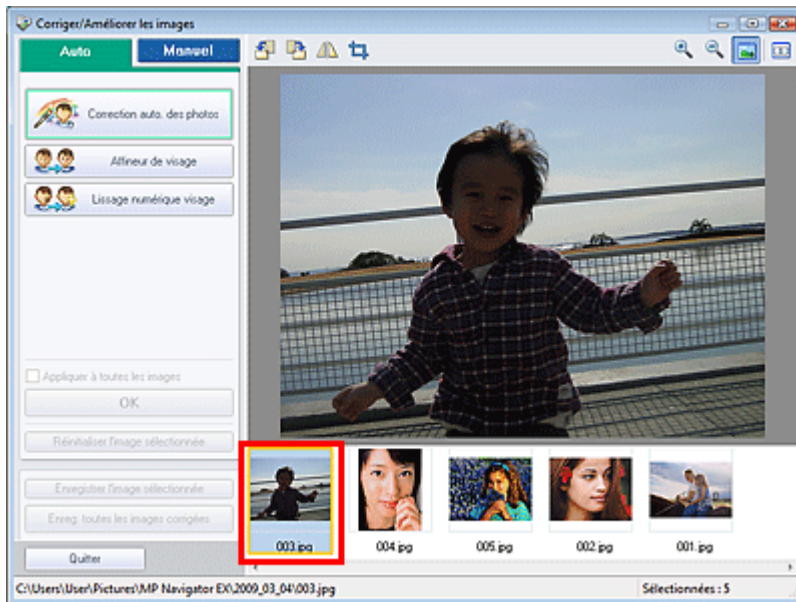 Corriger/Améliorer les images
Auto
Manuel
Correction auto. des photos
Affineur de visage
Lissage numérique visage
Appliquer à toutes les images
OK
Réinitialiser l'image sélectionnée
Enregistrer l'image sélectionnée
Enreg. toutes les images corrigées
Quitter
003.jpg
004.jpg
005.jpg
002.jpg
001.jpg
C:\Users\User\Pictures\MP Navigator EX\2009_03_04\003.jpg
Sélectionnées : 5